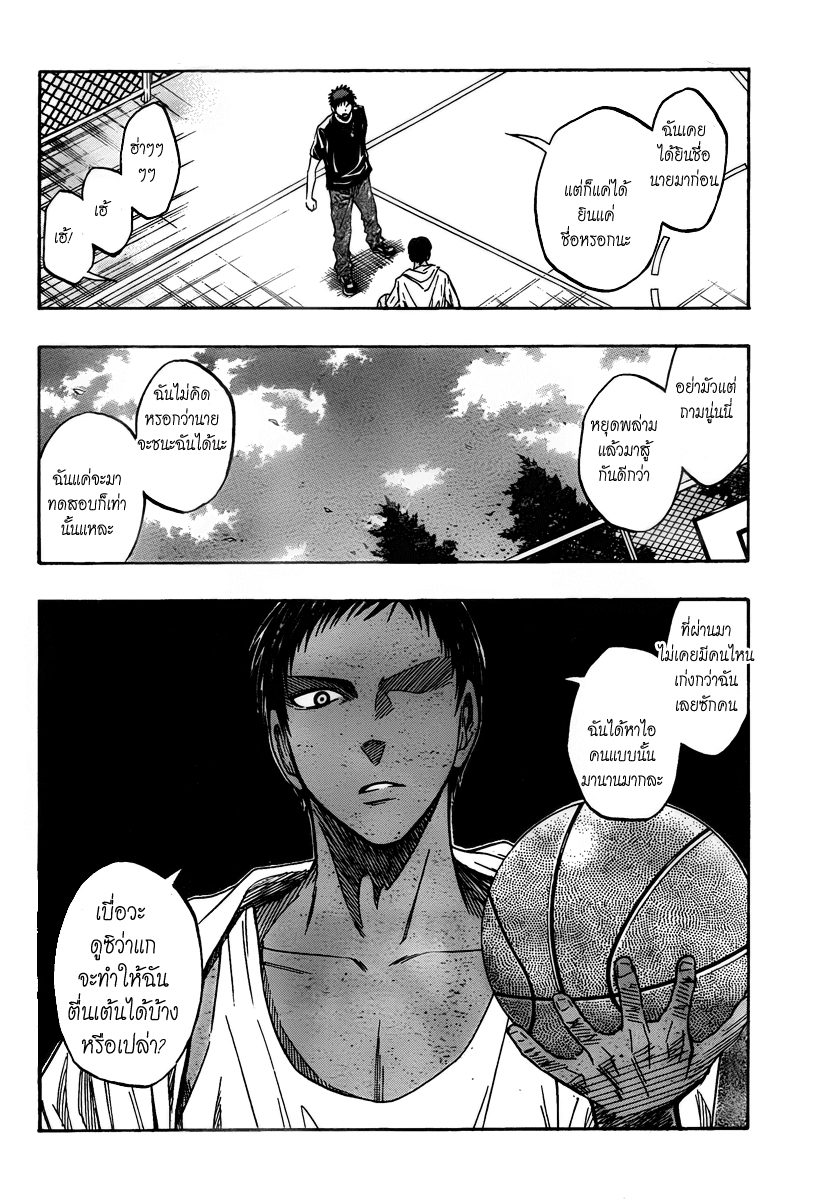 ฉันเคย
ได้ยินชื่อ
นายมาก่อน
แต่ก็แค่ได้
ยินแค่
ชื่อหรอกนะ
ฮ่าๆๆ
ๆๆ
เฮ้
เฮ้!
อย่ามัวแต่
ถามนู่นนี่
หยุดพล่าม
แล้วมาสู้
กันดีกว่า
ฉันไม่คิด
หรอกว่านาย
จะชนะฉันได้นะ
ฉันแค่จะมา
ทดสอบก็เท่า
นั้นแหละ
ที่ผ่านมา
ไม่เคยมีคนไหน
เก่งกว่าฉัน
เลยซักคน
ฉันได้หาไอ
คนแบบนั้น
มานานมากละ
เบื่อวะ
ดูซิว่าแก
จะทำให้ฉัน
ตื่นเต้นได้บ้าง
หรือเปล่า?